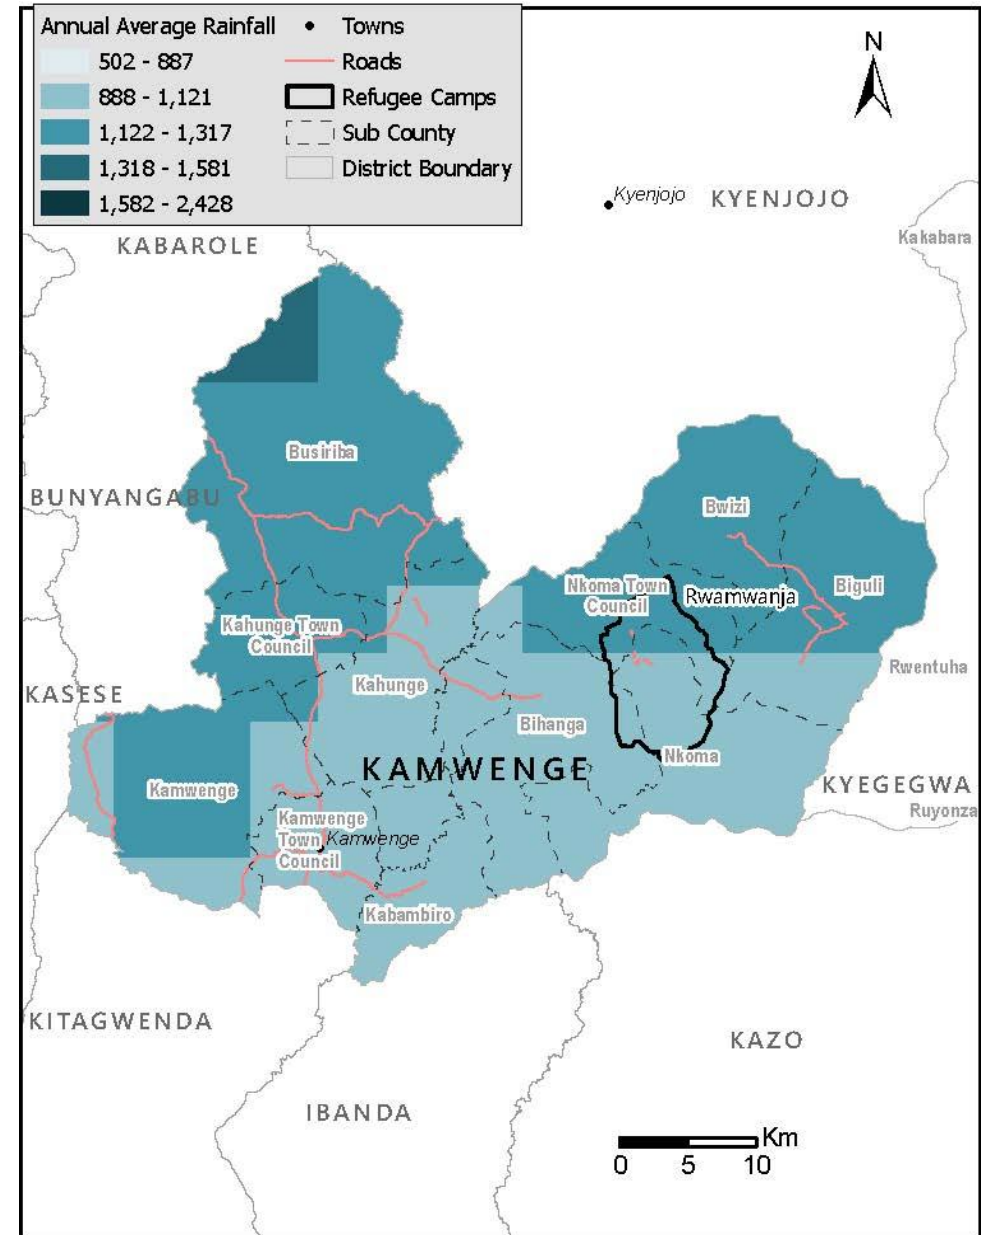 Annual Average Rainfall
502 - 887
888 - 1,121
1,122 - 1,317
1,318 - 1,581
1,582 - 2,428
Towns
Roads
Refugee Camps
Sub County
District Boundary
N
Kyenjojo
KYENJOJO
Kakabara
KABAROLE
Busiriba
BUNYANGABU
Bwizi
Nkoma Town
Council
Rwamwanja
Biguli
Kahunge Town
Council
Rwentuha
Kahunge
KASESE
Bihanga
Nkoma
KAMWENGE
KYEGEGWA
Kamwenge
Ruyonza
Kamwenge
Town
Council
Kamwenge
Kabambiro
KITAGWENDA
KAZO
IBANDA
Km
0 5 10